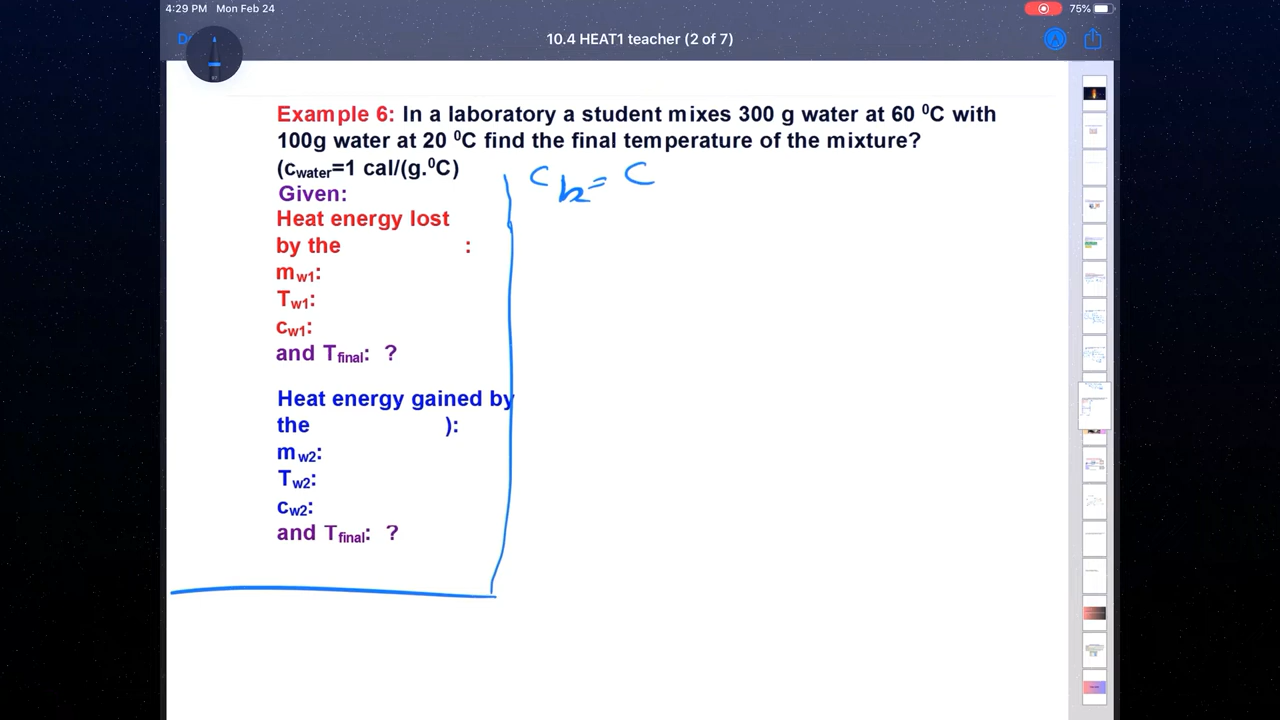 4:29 PM Mon Feb 24
75%
10.4 HEAT1 teacher (2 of 7)
Example 6: In a laboratory a student mixes 300 g water at 60 ⁰C with
100g water at 20 ⁰C find the final temperature of the mixture?
(cwater=1 cal/(g.⁰C)
Given:
Heat energy lost
by the :
mw1:
Tw1:
cw1:
and Tfinal: ?
Heat energy gained by
the ):
mw2:
Tw2:
cw2:
and Tfinal: ?